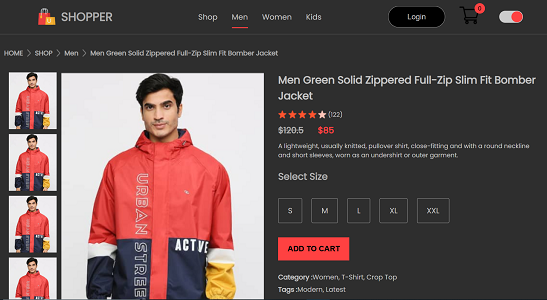 SHOPPER
Shop Men Women Kids
Login
0
HOME SHOP Men Men Green Solid Zippered Full-Zip Slim Fit Bomber Jacket
Men Green Solid Zippered Full-Zip Slim Fit Bomber
Jacket
(122)
$120.5 $85
A lightweight, usually knitted, pullover shirt, close-fitting and with a round neckline
and short sleeves, worn as an undershirt or outer garment.
Select Size
S M L XL XXL
ADD TO CART
Category :Women, T-Shirt, Crop Top
Tags :Modern, Latest
URBAN STREE
ACTVE